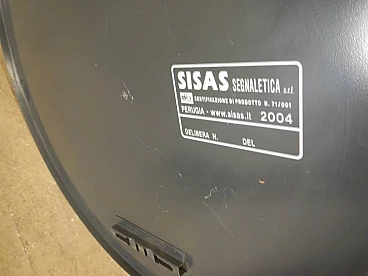 SISAS SEGNALETICA s.r.l.
CERTIFICAZIONE DI PRODOTTO N. 71/001
PERUGIA - www.sisas.it 2004
DELIBERA N. DEL